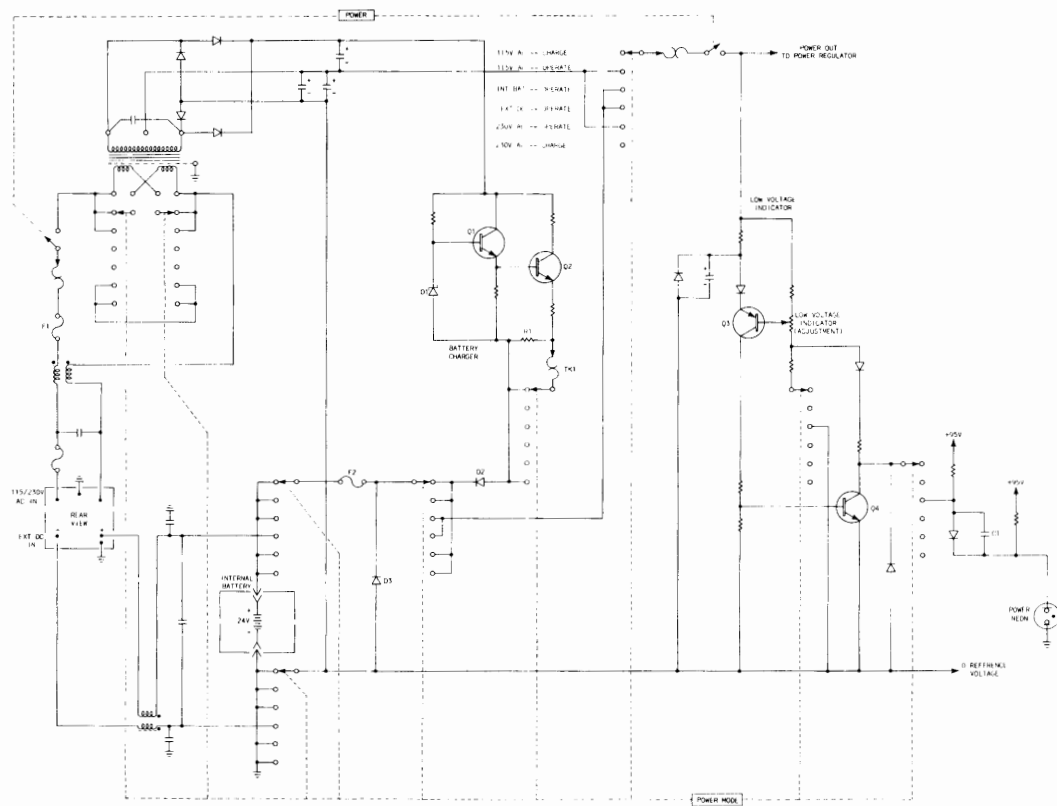 POWER
POWER OUT
TO POWER REGULATOR
115V AC -- CHARGE
115V AC -- OPERATE
INT BAT -- OPERATE
EXT DC -- OPERATE
230V AC -- OPERATE
230V AC -- CHARGE
LOW VOLTAGE
INDICATOR
Q1
Q2
D1
BATTERY
CHARGER
R1
TK1
Q3
LOW VOLTAGE
INDICATOR
(ADJUSTMENT)
F1
+95V
+95V
F2
D2
Q4
C1
115/230V
AC IN
REAR
VIEW
EXT DC
IN
INTERNAL
BATTERY
+
24V
-
D3
POWER
NEON
0 REFERENCE
VOLTAGE
POWER MODE